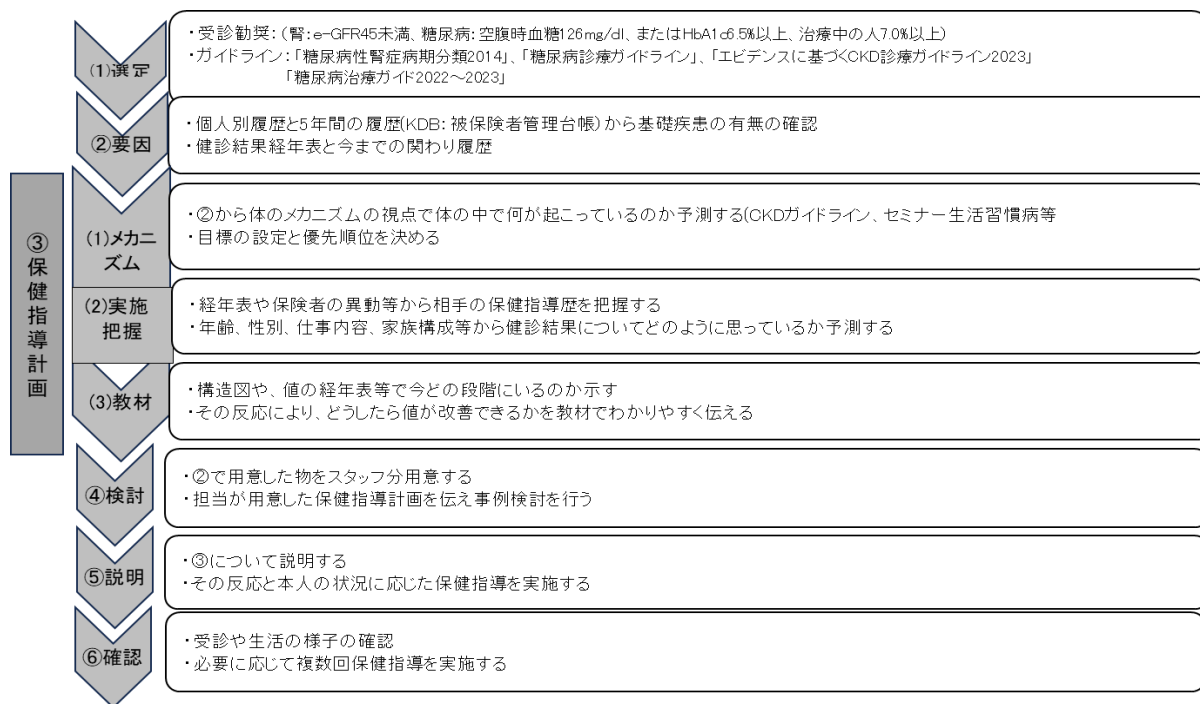 (1)選定
・受診勧奨:(腎:e-GFR45未満、糖尿病:空腹時血糖126mg/dl、またはHbA1c6.5%以上、治療中の人7.0%以上)
・ガイドライン:「糖尿病性腎症病期分類2014」、「糖尿病診療ガイドライン」、「エビデンスに基づくCKD診療ガイドライン2023」
「糖尿病治療ガイド2022~2023」
②要因
・個人別履歴と5年間の履歴(KDB:被保険者管理台帳)から基礎疾患の有無の確認
・健診結果経年表と今までの関わり履歴
③保健指導計画
(1)メカニ
ズム
・②から体のメカニズムの視点で体の中で何が起こっているのか予測する(CKDガイドライン、セミナー生活習慣病等
・目標の設定と優先順位を決める
(2)実施
把握
・経年表や保険者の異動等から相手の保健指導歴を把握する
・年齢、性別、仕事内容、家族構成等から健診結果についてどのように思っているか予測する
(3)教材
・構造図や、値の経年表等で今どの段階にいるのか示す
・その反応により、どうしたら値が改善できるかを教材でわかりやすく伝える
④検討
・②で用意した物をスタッフ分用意する
・担当が用意した保健指導計画を伝え事例検討を行う
⑤説明
・③について説明する
・その反応と本人の状況に応じた保健指導を実施する
⑥確認
・受診や生活の様子の確認
・必要に応じて複数回保健指導を実施する